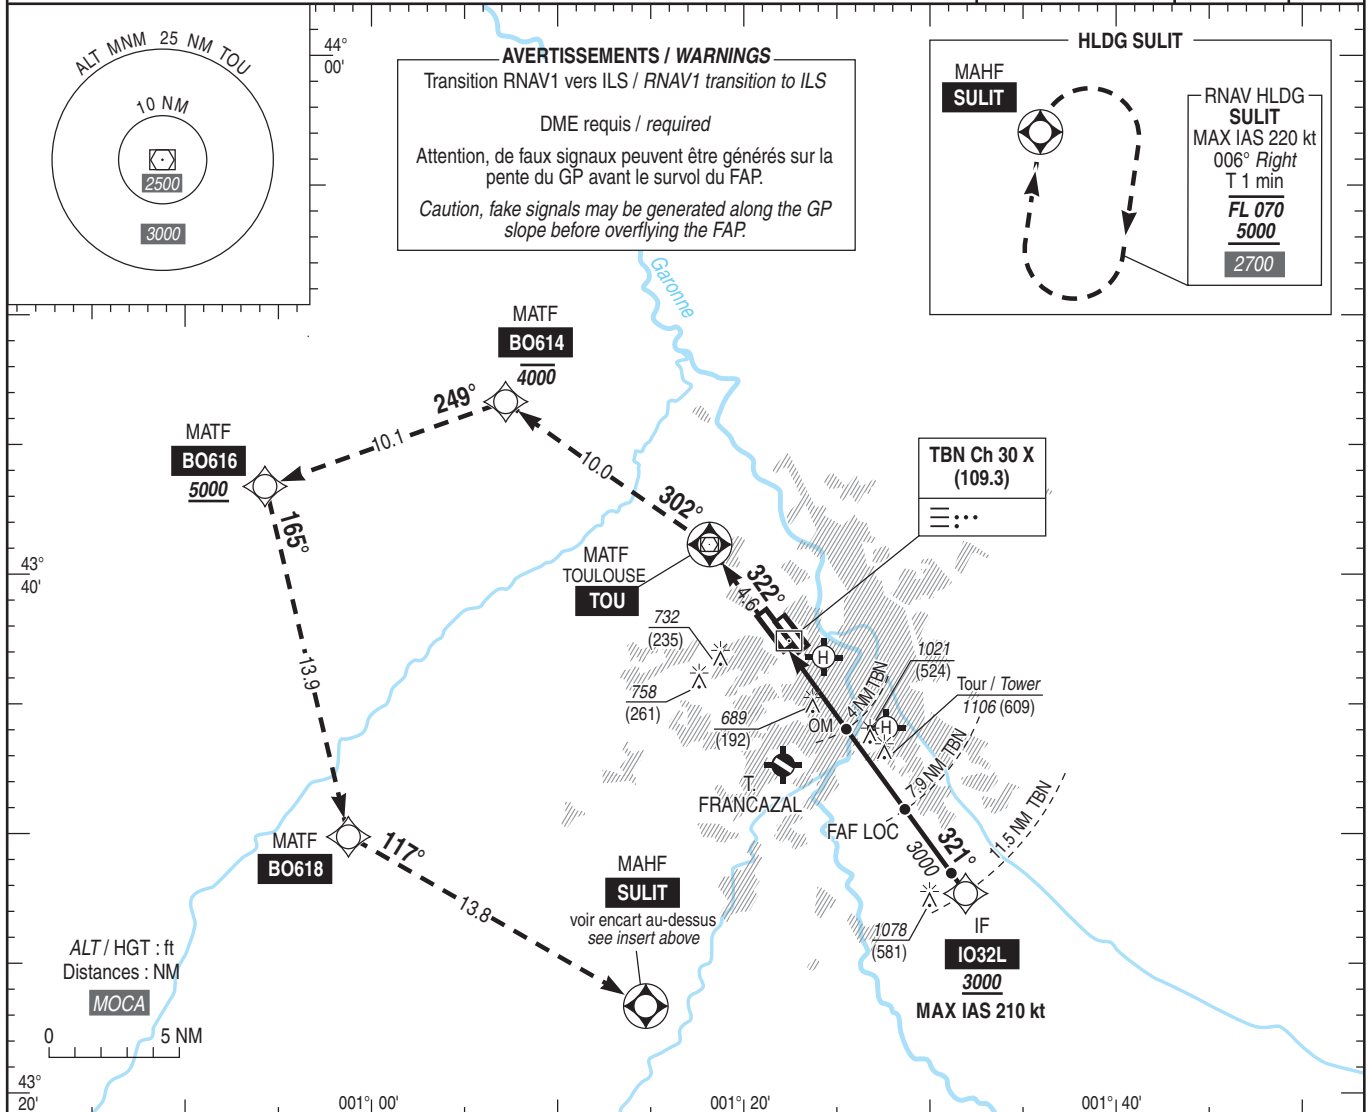 ALT MNM 25 NM TOU
10 NM
2500
3000
44°
00'
AVERTISSEMENTS / WARNINGS
Transition RNAV1 vers ILS / RNAV1 transition to ILS
DME requis / required
Attention, de faux signaux peuvent être générés sur la
pente du GP avant le survol du FAP.
Caution, fake signals may be generated along the GP
slope before overflying the FAP.
HLDG SULIT
MAHF
SULIT
RNAV HLDG
SULIT
MAX IAS 220 kt
006° Right
T 1 min
FL 070
5000
2700
Garonne
MATF
BO614
4000
249°
10.1
MATF
BO616
5000
165°
10.0
302°
TBN Ch 30 X
(109.3)
43°
40'
MATF
TOULOUSE
TOU
322°
4.6
732
(235)
758
(261)
689
(192)
H
1021
(524)
Tour / Tower
1106 (609)
4 NM TBN
OM
H
7.9 NM TBN
T.
FRANCAZAL
FAF LOC
321°
3000
11.5 NM TBN
13.9
MATF
BO618
117°
13.8
MAHF
SULIT
voir encart au-dessus
see insert above
1078
(581)
IF
IO32L
3000
MAX IAS 210 kt
ALT / HGT : ft
Distances : NM
MOCA
0 5 NM
43°
20'
001° 00'
001° 20'
001° 40'